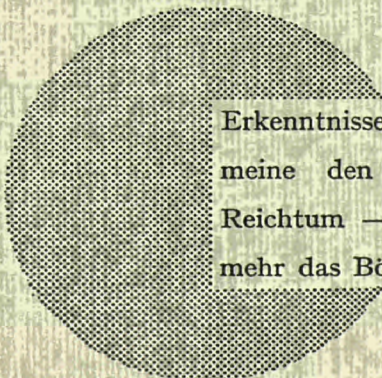 Erkenntnisse
meine den
Reichtum —
mehr das Bö